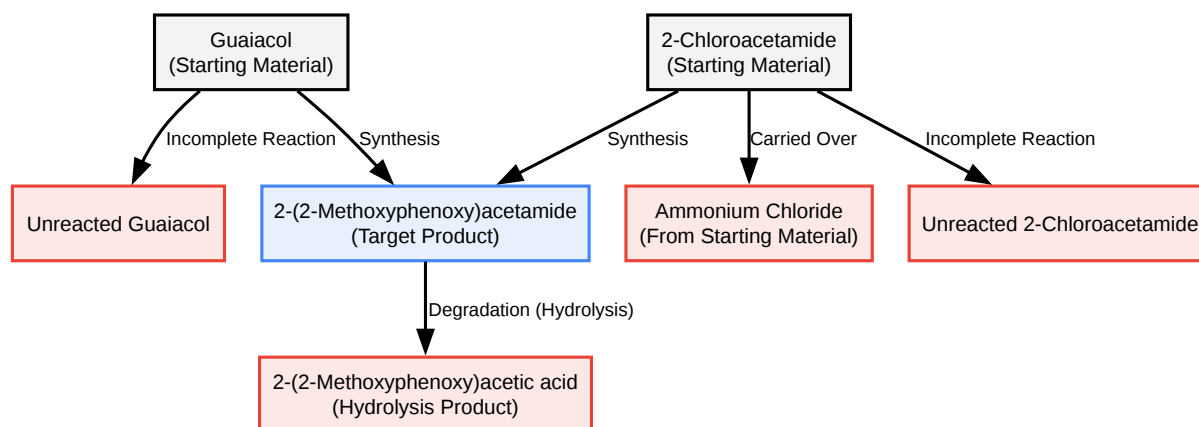 Guaiacol
(Starting Material)
2-Chloroacetamide
(Starting Material)
Incomplete Reaction
Synthesis
Synthesis
Carried Over
Incomplete Reaction
Unreacted Guaiacol
2-(2-Methoxyphenoxy)acetamide
(Target Product)
Ammonium Chloride
(From Starting Material)
Unreacted 2-Chloroacetamide
Degradation (Hydrolysis)
2-(2-Methoxyphenoxy)acetic acid
(Hydrolysis Product)